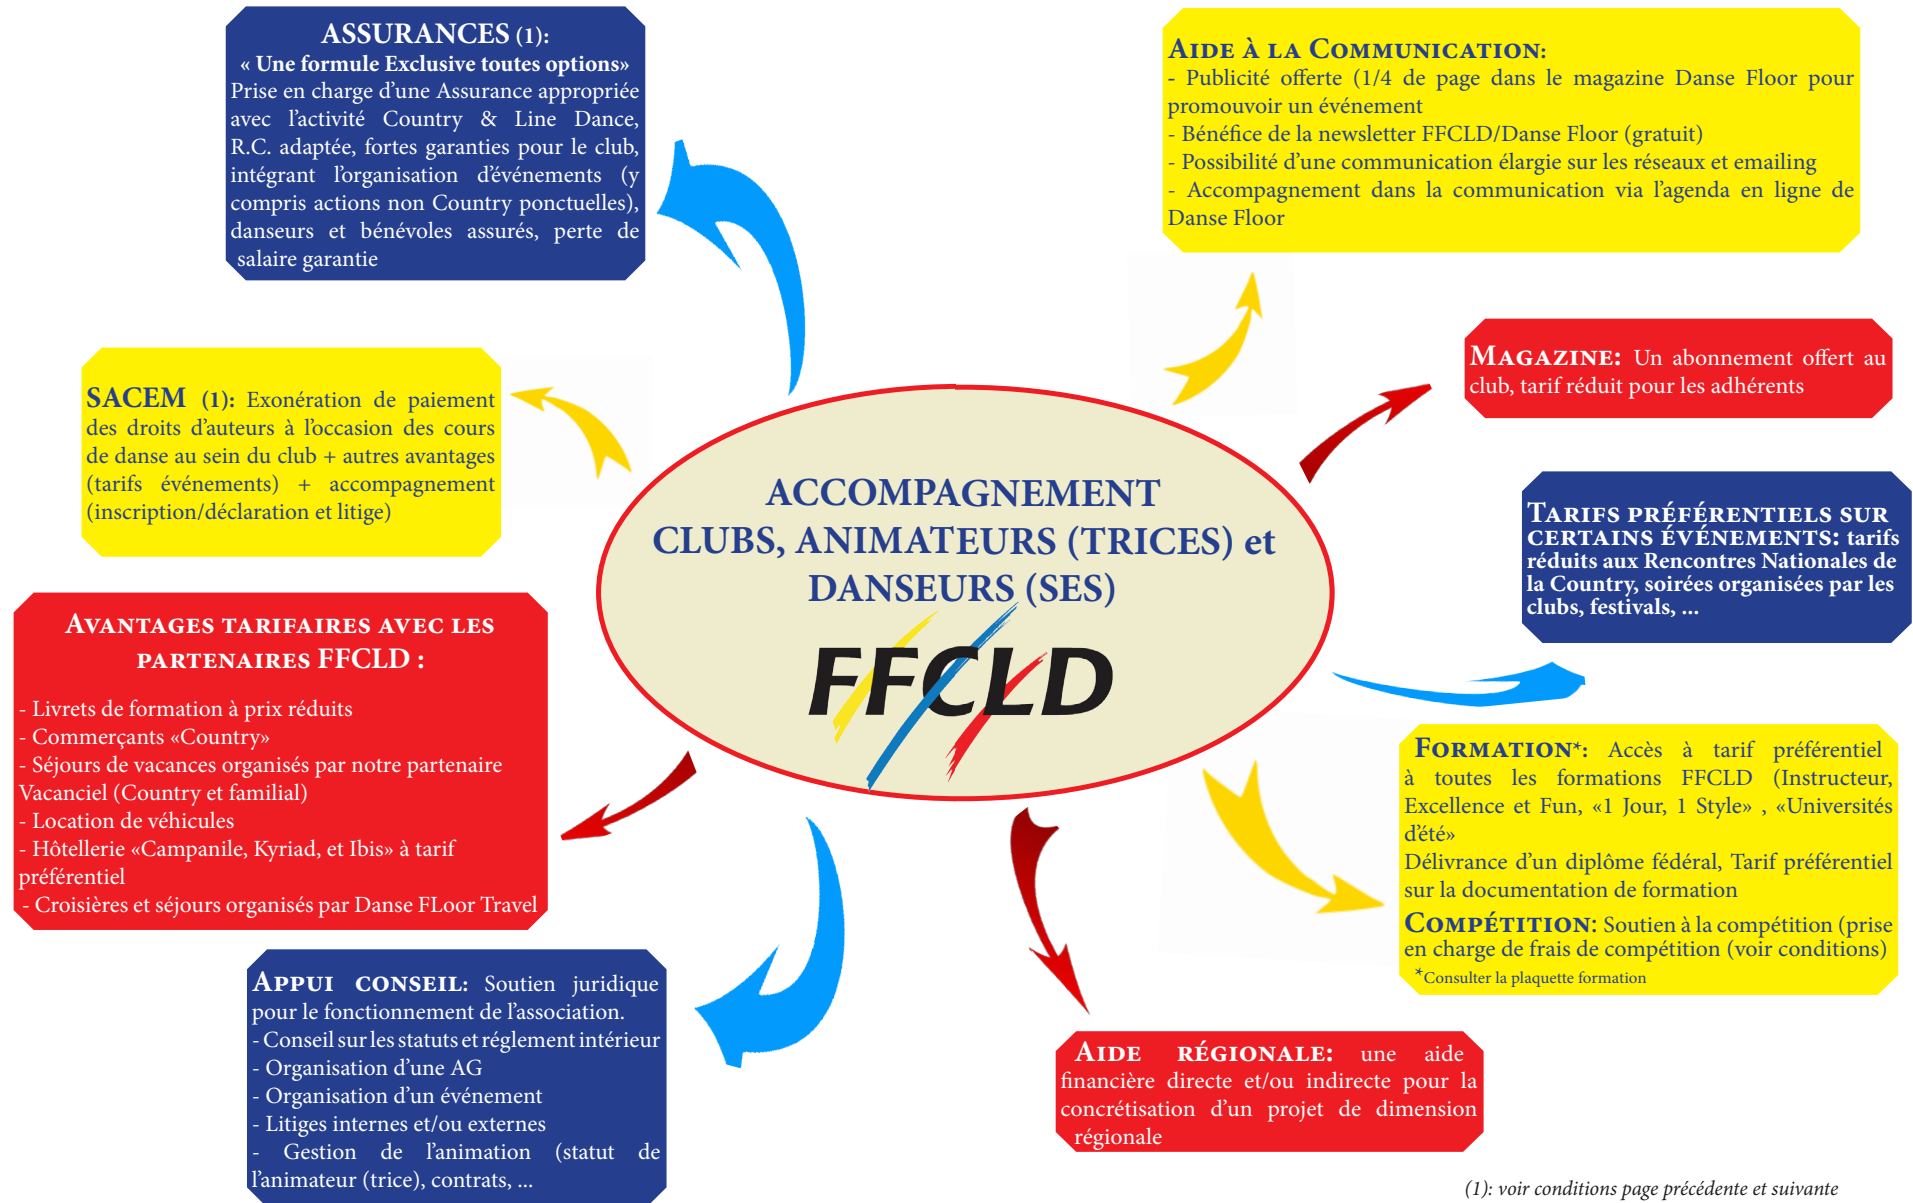 ASSURANCES (1):
« Une formule Exclusive toutes options»
Prise en charge d'une Assurance appropriée
avec l'activité Country & Line Dance,
R.C. adaptée, fortes garanties pour le club,
intégrant l'organisation d'événements (y
compris actions non Country ponctuelles),
danseurs et bénévoles assurés, perte de
salaire garantie
AIDE À LA COMMUNICATION:
- Publicité offerte (1/4 de page dans le magazine Danse Floor pour
promouvoir un événement
- Bénéfice de la newsletter FFCLD/Danse Floor (gratuit)
- Possibilité d'une communication élargie sur les réseaux et emailing
- Accompagnement dans la communication via l'agenda en ligne de
Danse Floor
MAGAZINE: Un abonnement offert au
club, tarif réduit pour les adhérents
SACEM (1): Exonération de paiement
des droits d'auteurs à l'occasion des cours
de danse au sein du club + autres avantages
(tarifs événements) + accompagnement
(inscription/déclaration et litige)
ACCOMPAGNEMENT
CLUBS, ANIMATEURS (TRICES) et
DANSEURS (SES)
FFCLD
TARIFS PRÉFÉRENTIELS SUR
CERTAINS ÉVÉNEMENTS: tarifs
réduits aux Rencontres Nationales de
la Country, soirées organisées par les
clubs, festivals, ...
AVANTAGES TARIFAIRES AVEC LES
PARTENAIRES FFCLD :
- Livrets de formation à prix réduits
- Commerçants «Country»
- Séjours de vacances organisés par notre partenaire
Vacanciel (Country et familial)
- Location de véhicules
- Hôtellerie «Campanile, Kyriad, et Ibis» à tarif
préférentiel
- Croisières et séjours organisés par Danse FLoor Travel
FORMATION*: Accès à tarif préférentiel
à toutes les formations FFCLD (Instructeur,
Excellence et Fun, «1 Jour, 1 Style» , «Universités
d'été»
Délivrance d'un diplôme fédéral, Tarif préférentiel
sur la documentation de formation
COMPÉTITION: Soutien à la compétition (prise
en charge de frais de compétition (voir conditions)
*Consulter la plaquette formation
APPUI CONSEIL: Soutien juridique
pour le fonctionnement de l'association.
- Conseil sur les statuts et réglement intérieur
- Organisation d'une AG
- Organisation d'un événement
- Litiges internes et/ou externes
- Gestion de l'animation (statut de
l'animateur (trice), contrats, ...
AIDE RÉGIONALE: une aide
financière directe et/ou indirecte pour la
concrétisation d'un projet de dimension
régionale
(1): voir conditions page précédente et suivante